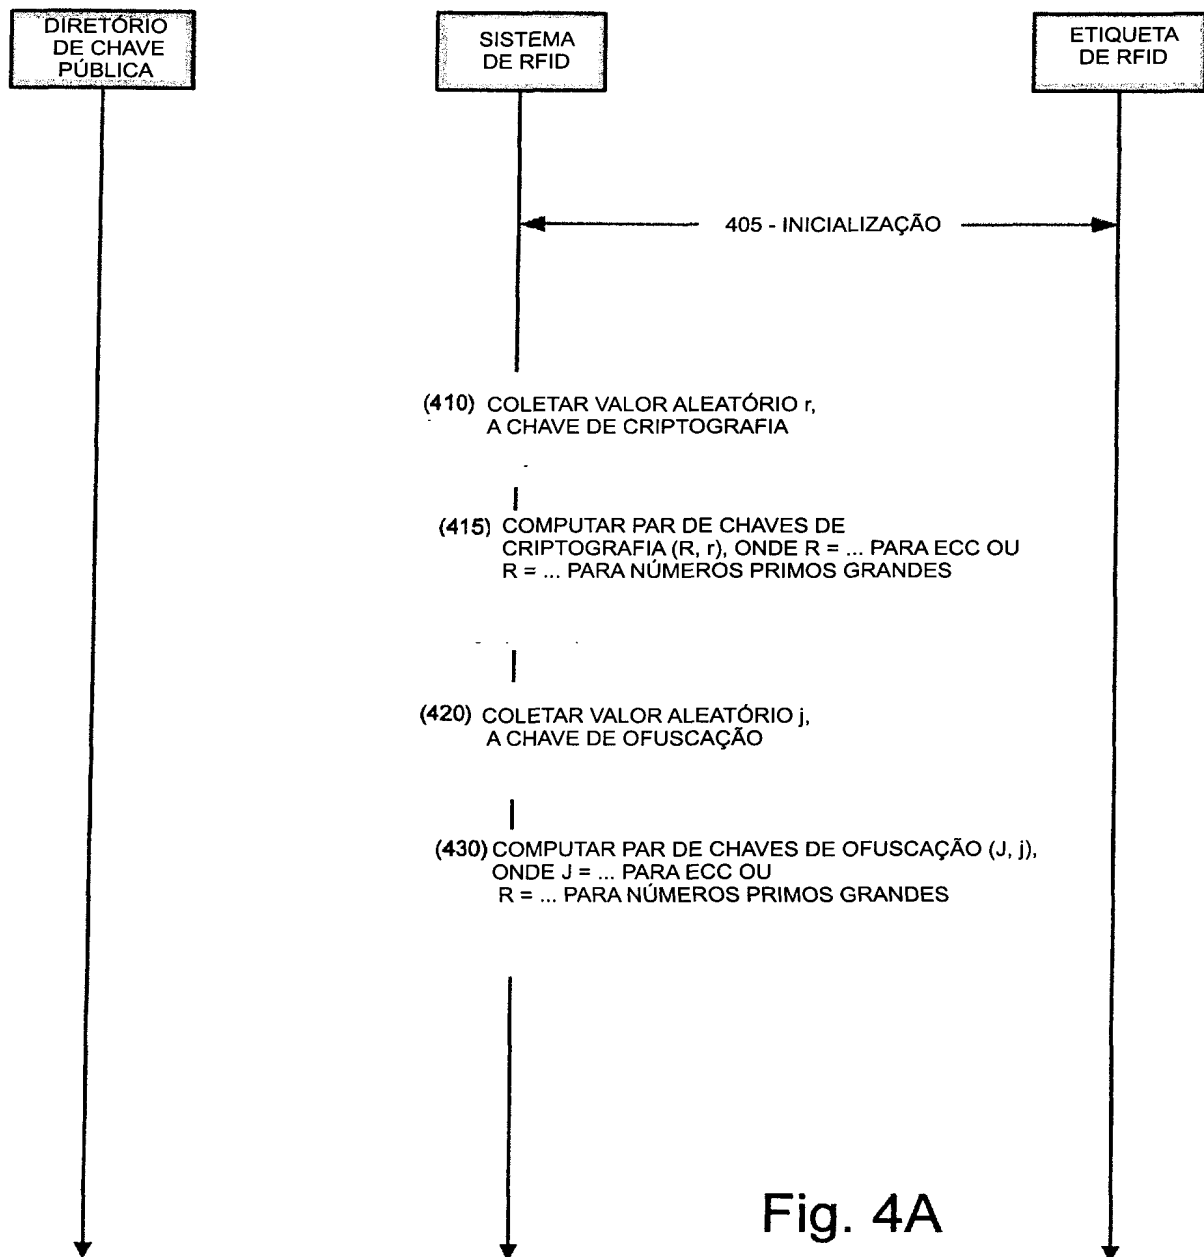 DIRETÓRIO
DE CHAVE
PÚBLICA
SISTEMA
DE RFID
ETIQUETA
DE RFID
405 - INICIALIZAÇÃO
(410) COLETAR VALOR ALEATÓRIO r,
A CHAVE DE CRIPTOGRAFIA
(415) COMPUTAR PAR DE CHAVES DE
CRIPTOGRAFIA (R, r), ONDE R = ... PARA ECC OU
R = ... PARA NÚMEROS PRIMOS GRANDES
(420) COLETAR VALOR ALEATÓRIO j,
A CHAVE DE OFUSCAÇÃO
(430) COMPUTAR PAR DE CHAVES DE OFUSCAÇÃO (J, j),
ONDE J = ... PARA ECC OU
R = ... PARA NÚMEROS PRIMOS GRANDES
Fig. 4A